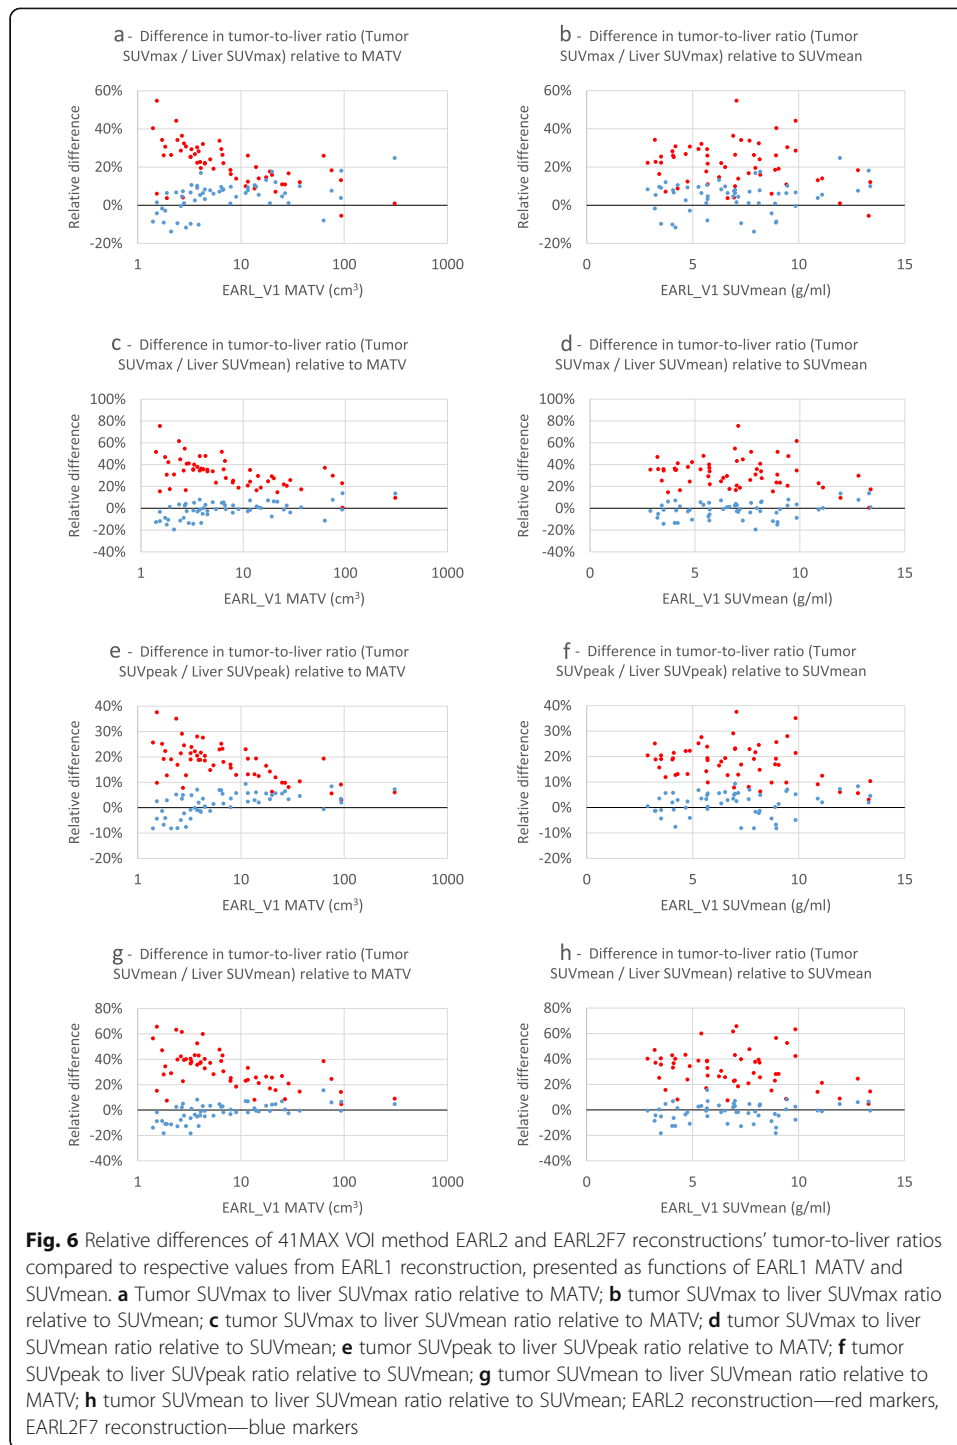 a - Difference in tumor-to-liver ratio (Tumor
SUVmax / Liver SUVmax) relative to MATV
Relative difference
60%
40%
20%
0%
-20%
1 10 100 1000
EARL_V1 MATV (cm³)
b - Difference in tumor-to-liver ratio (Tumor
SUVmax / Liver SUVmax) relative to SUVmean
Relative difference
60%
40%
20%
0%
-20%
0 5 10 15
EARL_V1 SUVmean (g/ml)
c - Difference in tumor-to-liver ratio (Tumor
SUVmax / Liver SUVmean) relative to MATV
Relative difference
100%
80%
60%
40%
20%
0%
-20%
-40%
1 10 100 1000
EARL_V1 MATV (cm³)
d - Difference in tumor-to-liver ratio (Tumor
SUVmax / Liver SUVmean) relative to SUVmean
Relative difference
100%
80%
60%
40%
20%
0%
-20%
-40%
0 5 10 15
EARL_V1 SUVmean (g/ml)
e - Difference in tumor-to-liver ratio (Tumor
SUVpeak / Liver SUVpeak) relative to MATV
Relative difference
40%
30%
20%
10%
0%
-10%
-20%
1 10 100 1000
EARL_V1 MATV (cm³)
f - Difference in tumor-to-liver ratio (Tumor
SUVpeak / Liver SUVpeak) relative to SUVmean
Relative difference
40%
30%
20%
10%
0%
-10%
-20%
0 5 10 15
EARL_V1 SUVmean (g/ml)
g - Difference in tumor-to-liver ratio (Tumor
SUVmean / Liver SUVmean) relative to MATV
Relative difference
80%
60%
40%
20%
0%
-20%
-40%
1 10 100 1000
EARL_V1 MATV (cm³)
h - Difference in tumor-to-liver ratio (Tumor
SUVmean / Liver SUVmean) relative to SUVmean
Relative difference
80%
60%
40%
20%
0%
-20%
-40%
0 5 10 15
EARL_V1 SUVmean (g/ml)
Fig. 6 Relative differences of 41MAX VOI method EARL2 and EARL2F7 reconstructions' tumor-to-liver ratios
compared to respective values from EARL1 reconstruction, presented as functions of EARL1 MATV and
SUVmean. a Tumor SUVmax to liver SUVmax ratio relative to MATV; b tumor SUVmax to liver SUVmax ratio
relative to SUVmean; c tumor SUVmax to liver SUVmean ratio relative to MATV; d tumor SUVmax to liver
SUVmean ratio relative to SUVmean; e tumor SUVpeak to liver SUVpeak ratio relative to MATV; f tumor
SUVpeak to liver SUVpeak ratio relative to SUVmean; g tumor SUVmean to liver SUVmean ratio relative to
MATV; h tumor SUVmean to liver SUVmean ratio relative to SUVmean; EARL2 reconstruction—red markers,
EARL2F7 reconstruction—blue markers